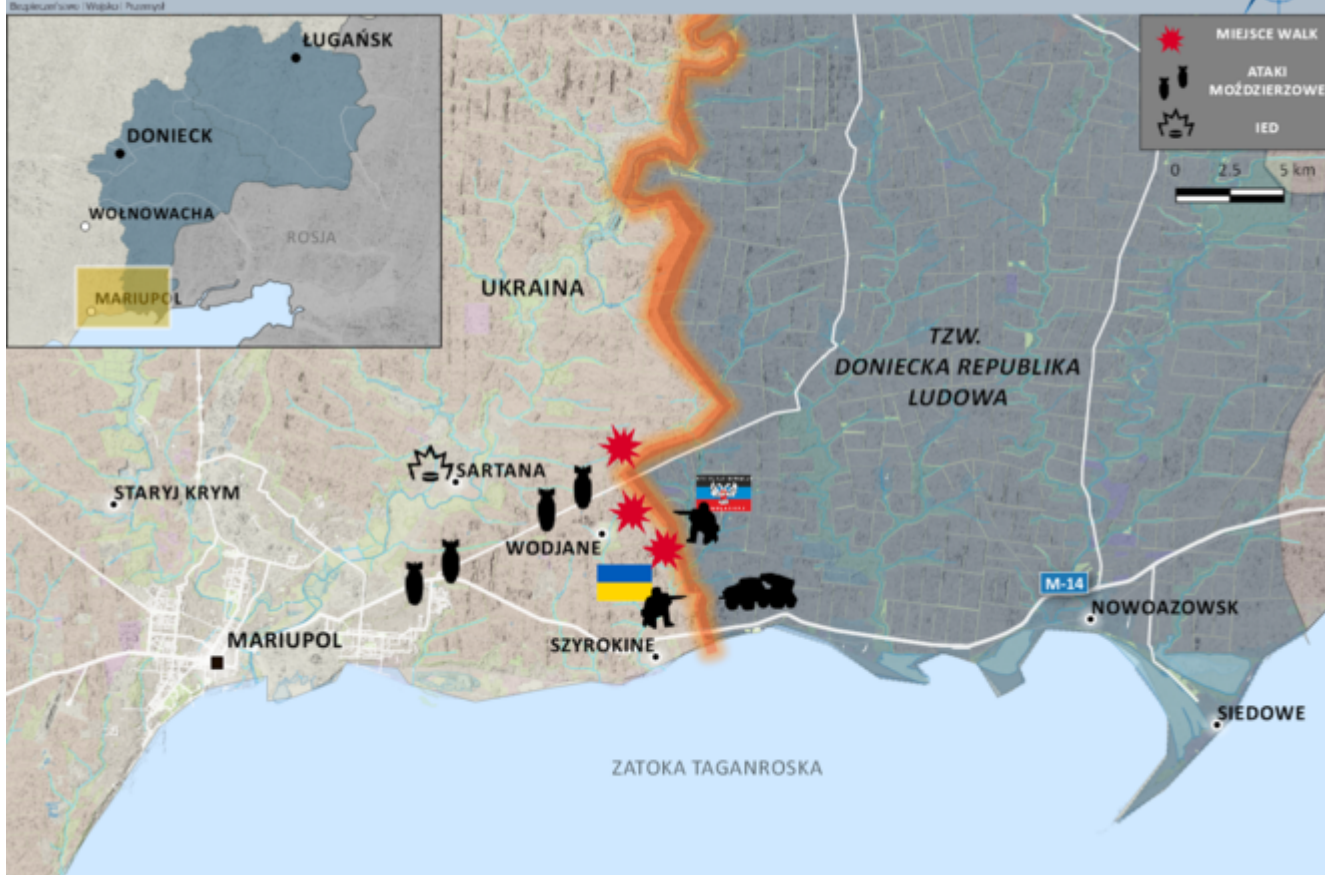 Bezpieczeństwo | Wojsko | Przemysł
ŁUGAŃSK
DONIECK
WOŁNOWACHA
ROSJA
MARIUPOL
MIEJSCE WALK
ATAKI
MOŹDZIERZOWE
IED
0 2.5 5 km
UKRAINA
TZW.
DONIECKA REPUBLIKA
LUDOWA
SARTANA
STARYJ KRYM
WODJANE
M-14
NOWOAZOWSK
MARIUPOL
SZYROKINE
SIEDOWE
ZATOKA TAGANROSKA